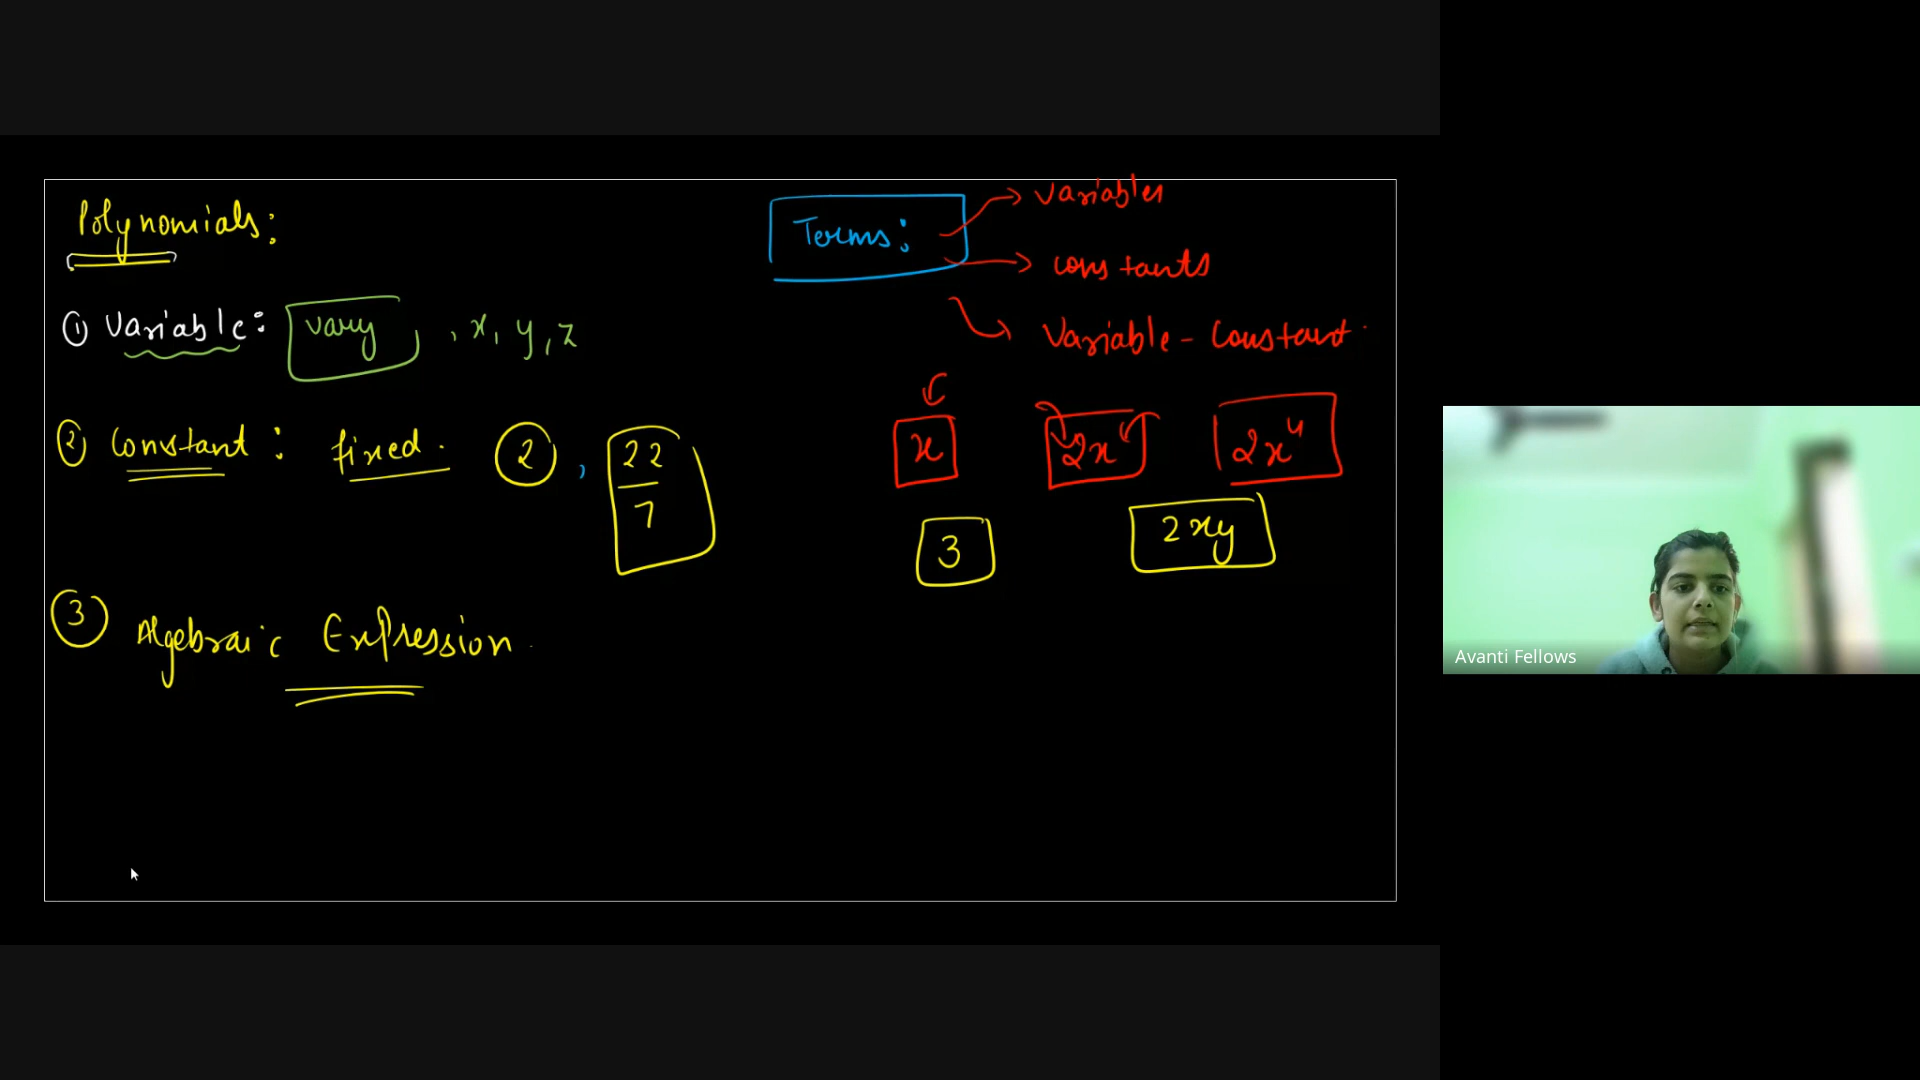 Polynomials:
① Variable: vary, x, y, z
② Constant: fixed. 2, 22/7
③ Algebraic Expression.
Terms:
→ Variables
→ constants
→ Variable - Constant.
x 2x 2x⁴
3 2xy
Avanti Fellows